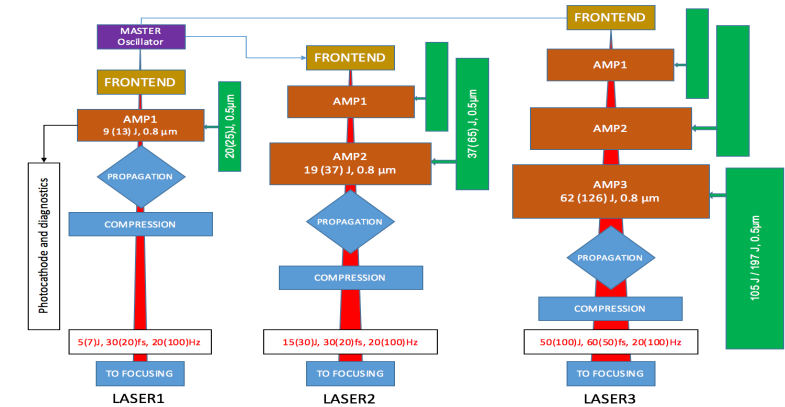 MASTER
Oscillator
FRONTEND
AMP1
9 (13) J, 0.8 µm
20(25)J, 0.5µm
Photocathode and diagnostics
PROPAGATION
COMPRESSION
5(7)J, 30(20)fs, 20(100)Hz
TO FOCUSING
LASER1
FRONTEND
AMP1
AMP2
19 (37) J, 0.8 µm
37( 65) J, 0.5µm
PROPAGATION
COMPRESSION
15(30)J, 30(20)fs, 20(100)Hz
TO FOCUSING
LASER2
FRONTEND
AMP1
AMP2
AMP3
62 (126) J, 0.8 µm
105 J / 197 J, 0.5µm
PROPAGATION
COMPRESSION
50(100)J, 60(50)fs, 20(100)Hz
TO FOCUSING
LASER3